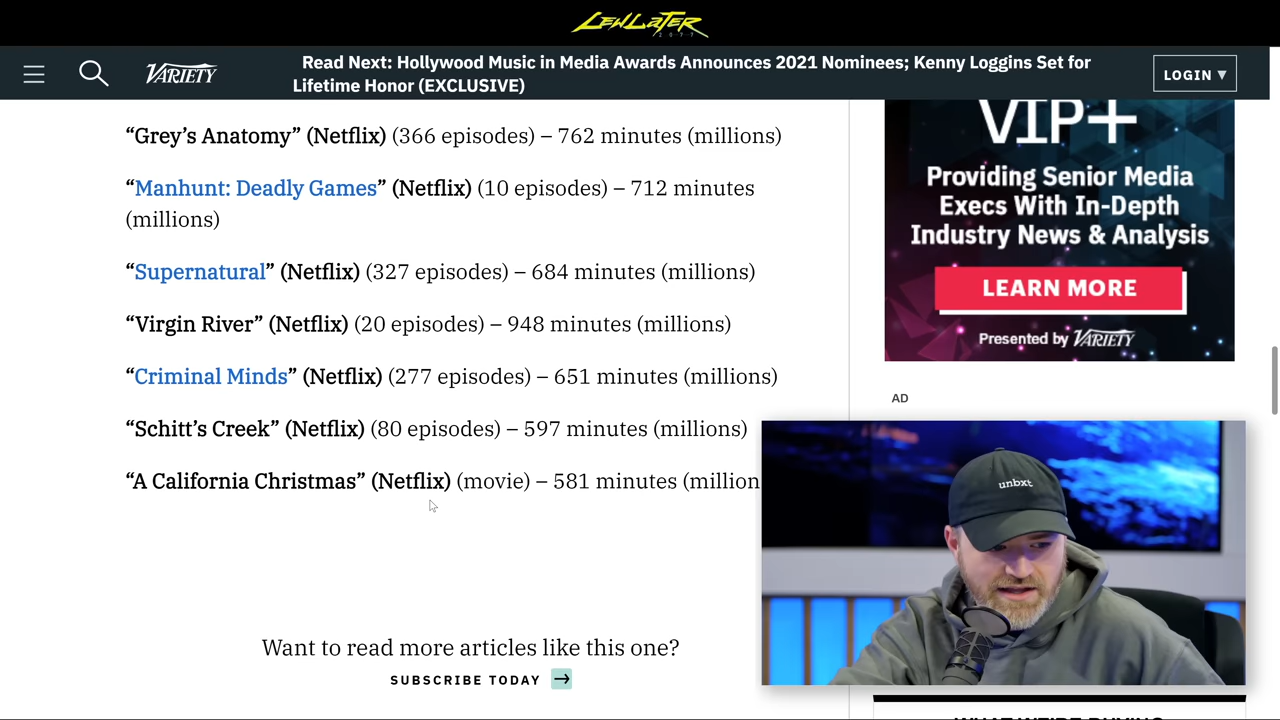 LEWLATER
2077
VARIETY
Read Next: Hollywood Music in Media Awards Announces 2021 Nominees; Kenny Loggins Set for
Lifetime Honor (EXCLUSIVE)
LOGIN ▾
“Grey’s Anatomy” (Netflix) (366 episodes) – 762 minutes (millions)
“Manhunt: Deadly Games” (Netflix) (10 episodes) – 712 minutes
(millions)
“Supernatural” (Netflix) (327 episodes) – 684 minutes (millions)
“Virgin River” (Netflix) (20 episodes) – 948 minutes (millions)
“Criminal Minds” (Netflix) (277 episodes) – 651 minutes (millions)
“Schitt’s Creek” (Netflix) (80 episodes) – 597 minutes (millions)
“A California Christmas” (Netflix) (movie) – 581 minutes (million
Want to read more articles like this one?
SUBSCRIBE TODAY →
VIP+
Providing Senior Media
Execs With In-Depth
Industry News & Analysis
LEARN MORE
Presented by VARIETY
AD
unbxt